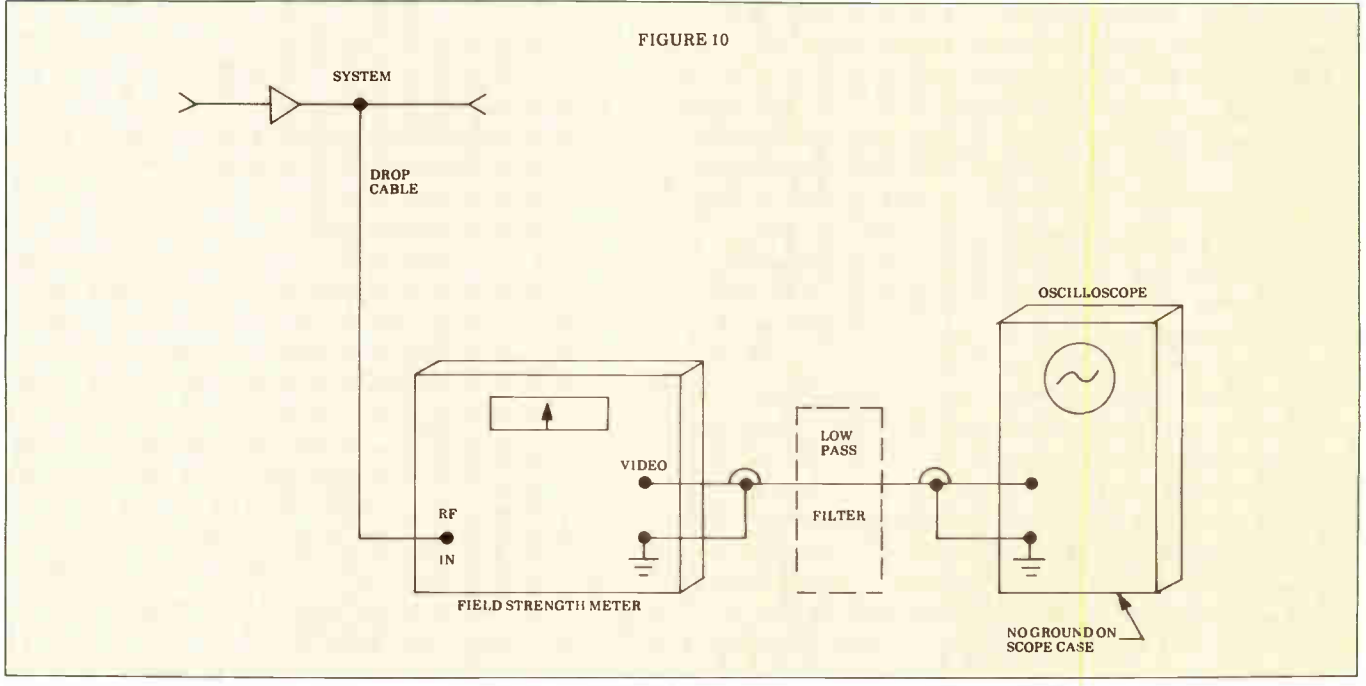 FIGURE 10
SYSTEM
DROP
CABLE
OSCILLOSCOPE
LOW
PASS
VIDEO
FILTER
RF
IN
FIELD STRENGTH METER
NO GROUND ON
SCOPE CASE